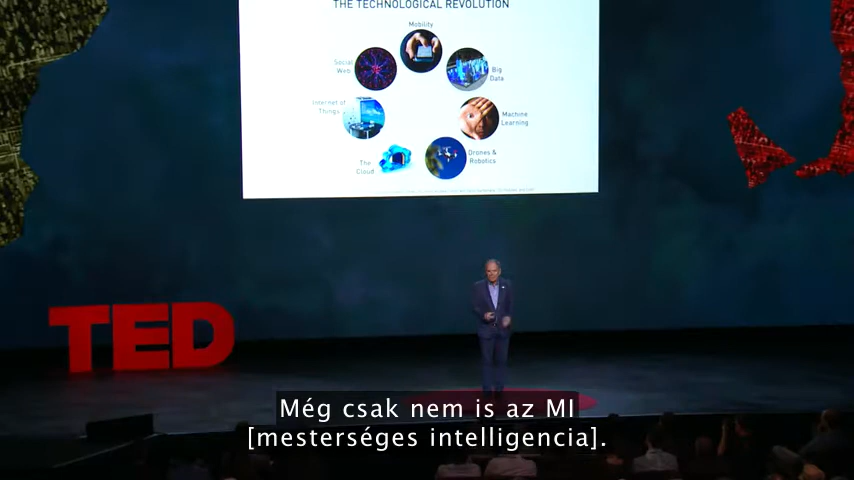 THE TECHNOLOGICAL REVOLUTION
Mobility
Social
Web
Big
Data
Internet of
Things
Machine
Learning
Drones &
Robotics
The
Cloud
TED
Még csak nem is az MI
[mesterséges intelligencia].